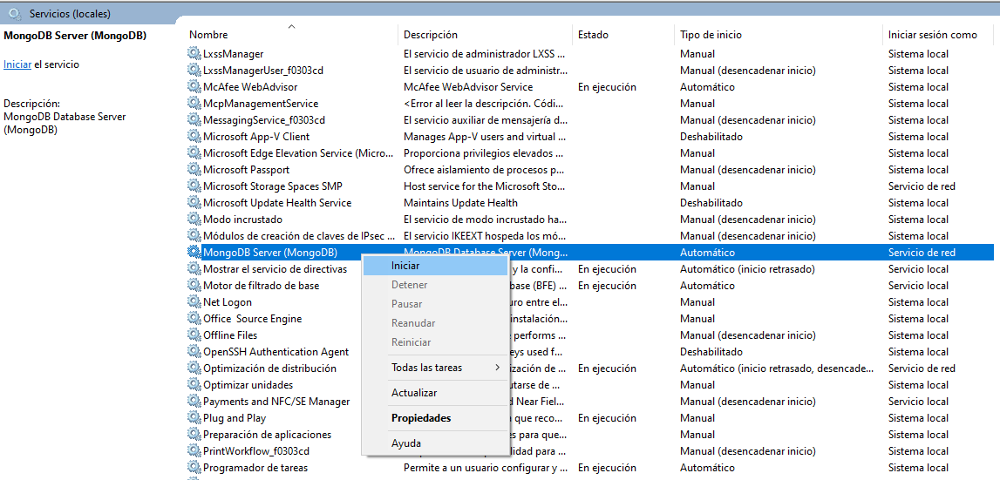 Servicios (locales)
MongoDB Server (MongoDB)
Iniciar el servicio
Descripción:
MongoDB Database Server
(MongoDB)
Nombre Descripción Estado Tipo de inicio Iniciar sesión como
LxssManager El servicio de administrador LXSS ... Manual Sistema local
LxssManagerUser_f0303cd El servicio de usuario de administr... Manual (desencadenar inicio) Sistema local
McAfee WebAdvisor McAfee WebAdvisor Service En ejecución Automático Sistema local
McpManagementService <Error al leer la descripción. Códi... Manual Sistema local
MessagingService_f0303cd El servicio auxiliar de mensajería d... Manual (desencadenar inicio) Sistema local
Microsoft App-V Client Manages App-V users and virtual ... Deshabilitado Sistema local
Microsoft Edge Elevation Service (Micro... Proporciona privilegios elevados ... Manual Sistema local
Microsoft Passport Ofrece aislamiento de procesos p... Manual (desencadenar inicio) Sistema local
Microsoft Storage Spaces SMP Host service for the Microsoft Sto... Manual Servicio de red
Microsoft Update Health Service Maintains Update Health Deshabilitado Sistema local
Modo incrustado El servicio de modo incrustado ha... Manual (desencadenar inicio) Sistema local
Módulos de creación de claves de IPsec ... El servicio IKEEXT hospeda los mó... Manual (desencadenar inicio) Sistema local
MongoDB Server (MongoDB) MongoDB Database Server (Mong... Automático Servicio de red
Mostrar el servicio de directivas y la confi... En ejecución Automático (inicio retrasado) Sistema local
Motor de filtrado de base base (BFE) ... En ejecución Automático Servicio local
Net Logon uro entre el... Manual Sistema local
Office Source Engine instalación... Manual Sistema local
Offline Files performs ... Manual (desencadenar inicio) Sistema local
OpenSSH Authentication Agent eys used f... Deshabilitado Sistema local
Optimización de distribución ización de ... En ejecución Automático (inicio retrasado, desencade... Servicio de red
Optimizar unidades utarse de ... Manual Sistema local
Payments and NFC/SE Manager d Near Fiel... Manual (desencadenar inicio) Servicio local
Plug and Play que reco... En ejecución Manual Sistema local
Preparación de aplicaciones es para que... Manual Sistema local
PrintWorkflow_f0303cd lidad para ... Manual (desencadenar inicio) Sistema local
Programador de tareas Permite a un usuario configurar y ... En ejecución Automático Sistema local
Iniciar
Detener
Pausar
Reanudar
Reiniciar
Todas las tareas
Actualizar
Propiedades
Ayuda